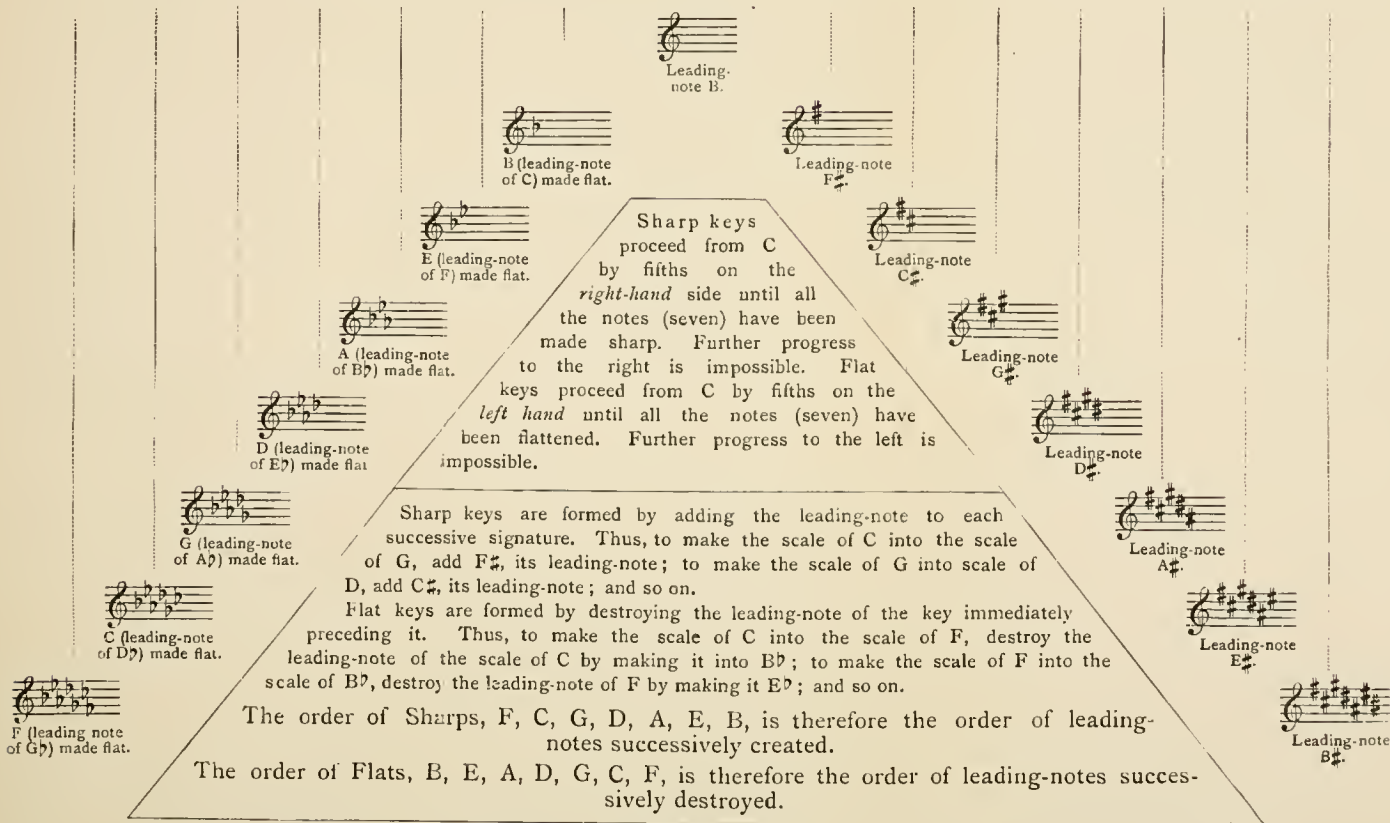 Leading-
note B.
B (leading-note
of C) made flat.
Leading-note
F♯.
E (leading-note
of F) made flat.
Leading-note
C♯.
A (leading-note
of B♭) made flat.
Leading-note
G♯.
D (leading-note
of E♭) made flat
Leading-note
D♯.
G (leading-note
of A♭) made flat.
Leading-note
A♯.
C (leading-note
of D♭) made flat.
Leading-note
E♯.
F (leading note
of G♭) made flat.
Leading-note
B♯.
Sharp keys
proceed from C
by fifths on the
right-hand side until all
the notes (seven) have been
made sharp. Further progress
to the right is impossible. Flat
keys proceed from C by fifths on the
left hand until all the notes (seven) have
been flattened. Further progress to the left is
impossible.
Sharp keys are formed by adding the leading-note to each
successive signature. Thus, to make the scale of C into the scale
of G, add F♯, its leading-note; to make the scale of G into scale of
D, add C♯, its leading-note; and so on.
Flat keys are formed by destroying the leading-note of the key immediately
preceding it. Thus, to make the scale of C into the scale of F, destroy the
leading-note of the scale of C by making it into B♭; to make the scale of F into the
scale of B♭, destroy the leading-note of F by making it E♭; and so on.
The order of Sharps, F, C, G, D, A, E, B, is therefore the order of leading-
notes successively created.
The order of Flats, B, E, A, D, G, C, F, is therefore the order of leading-notes succes-
sively destroyed.